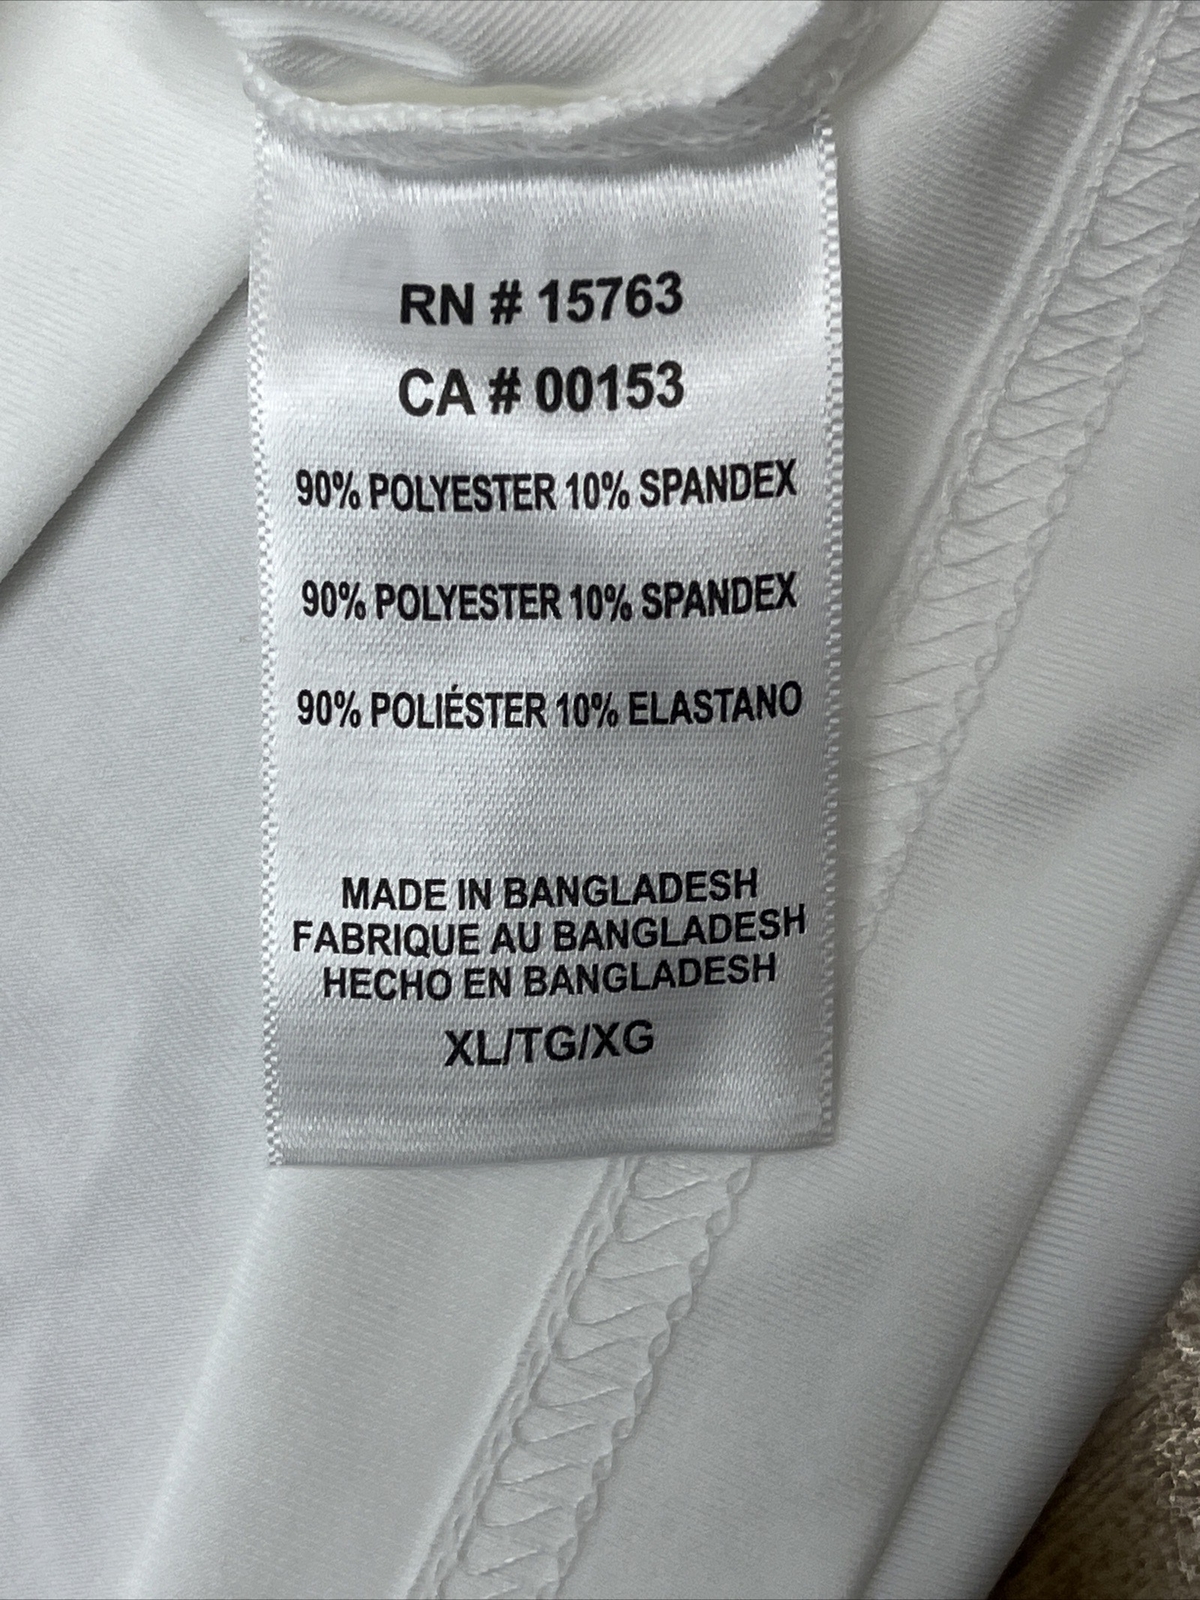 RN # 15763
CA # 00153
90% POLYESTER 10% SPANDEX
90% POLYESTER 10% SPANDEX
90% POLIÉSTER 10% ELASTANO
MADE IN BANGLADESH
FABRIQUE AU BANGLADESH
HECHO EN BANGLADESH
XL/TG/XG